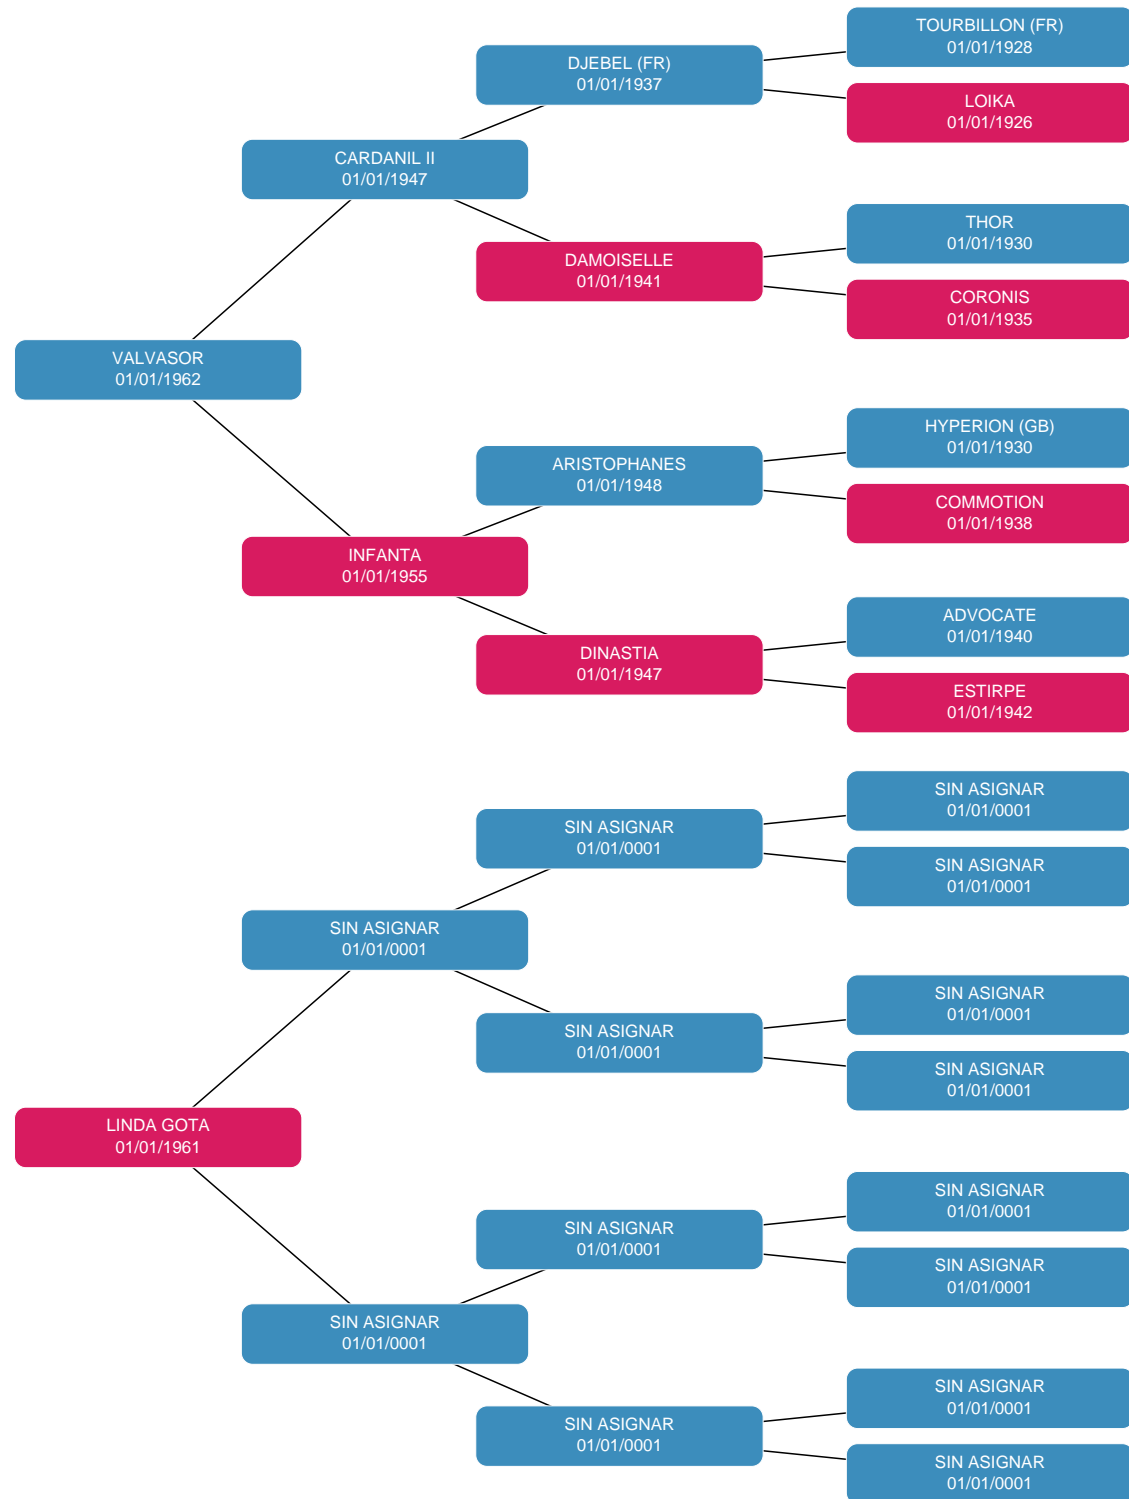 TOURBILLON (FR)
01/01/1928
DJEBEL (FR)
01/01/1937
LOIKA
01/01/1926
CARDANIL II
01/01/1947
THOR
01/01/1930
DAMOISELLE
01/01/1941
CORONIS
01/01/1935
VALVASOR
01/01/1962
HYPERION (GB)
01/01/1930
ARISTOPHANES
01/01/1948
COMMOTION
01/01/1938
INFANTA
01/01/1955
ADVOCATE
01/01/1940
DINASTIA
01/01/1947
ESTIRPE
01/01/1942
SIN ASIGNAR
01/01/0001
SIN ASIGNAR
01/01/0001
SIN ASIGNAR
01/01/0001
SIN ASIGNAR
01/01/0001
SIN ASIGNAR
01/01/0001
SIN ASIGNAR
01/01/0001
SIN ASIGNAR
01/01/0001
LINDA GOTA
01/01/1961
SIN ASIGNAR
01/01/0001
SIN ASIGNAR
01/01/0001
SIN ASIGNAR
01/01/0001
SIN ASIGNAR
01/01/0001
SIN ASIGNAR
01/01/0001
SIN ASIGNAR
01/01/0001
SIN ASIGNAR
01/01/0001